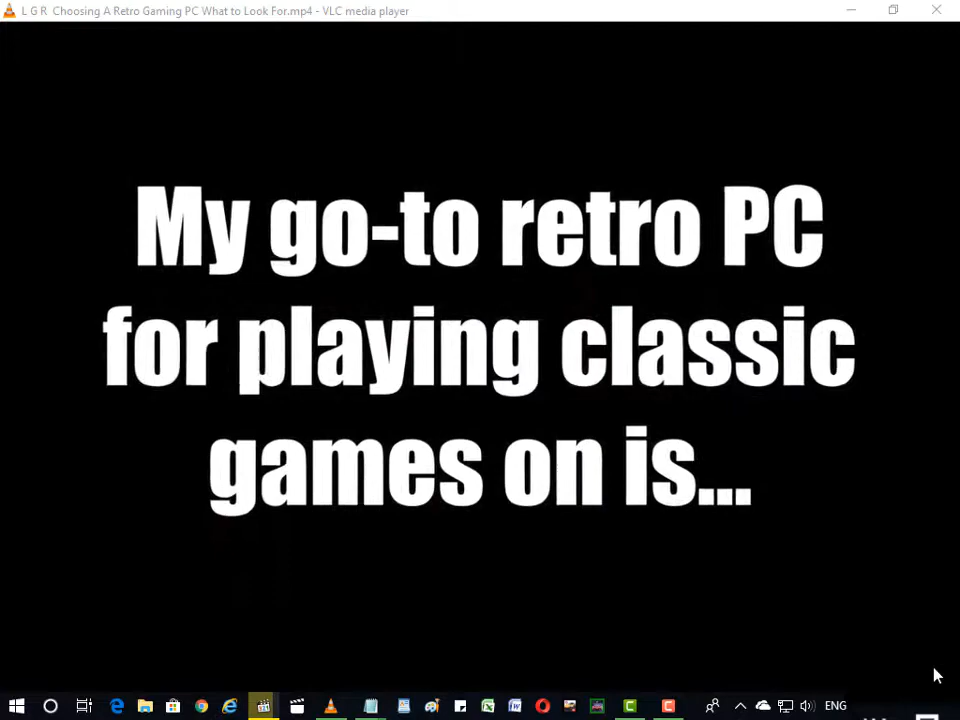 L G R Choosing A Retro Gaming PC What to Look For.mp4 - VLC media player
My go-to retro PC
for playing classic
games on is...
ENG